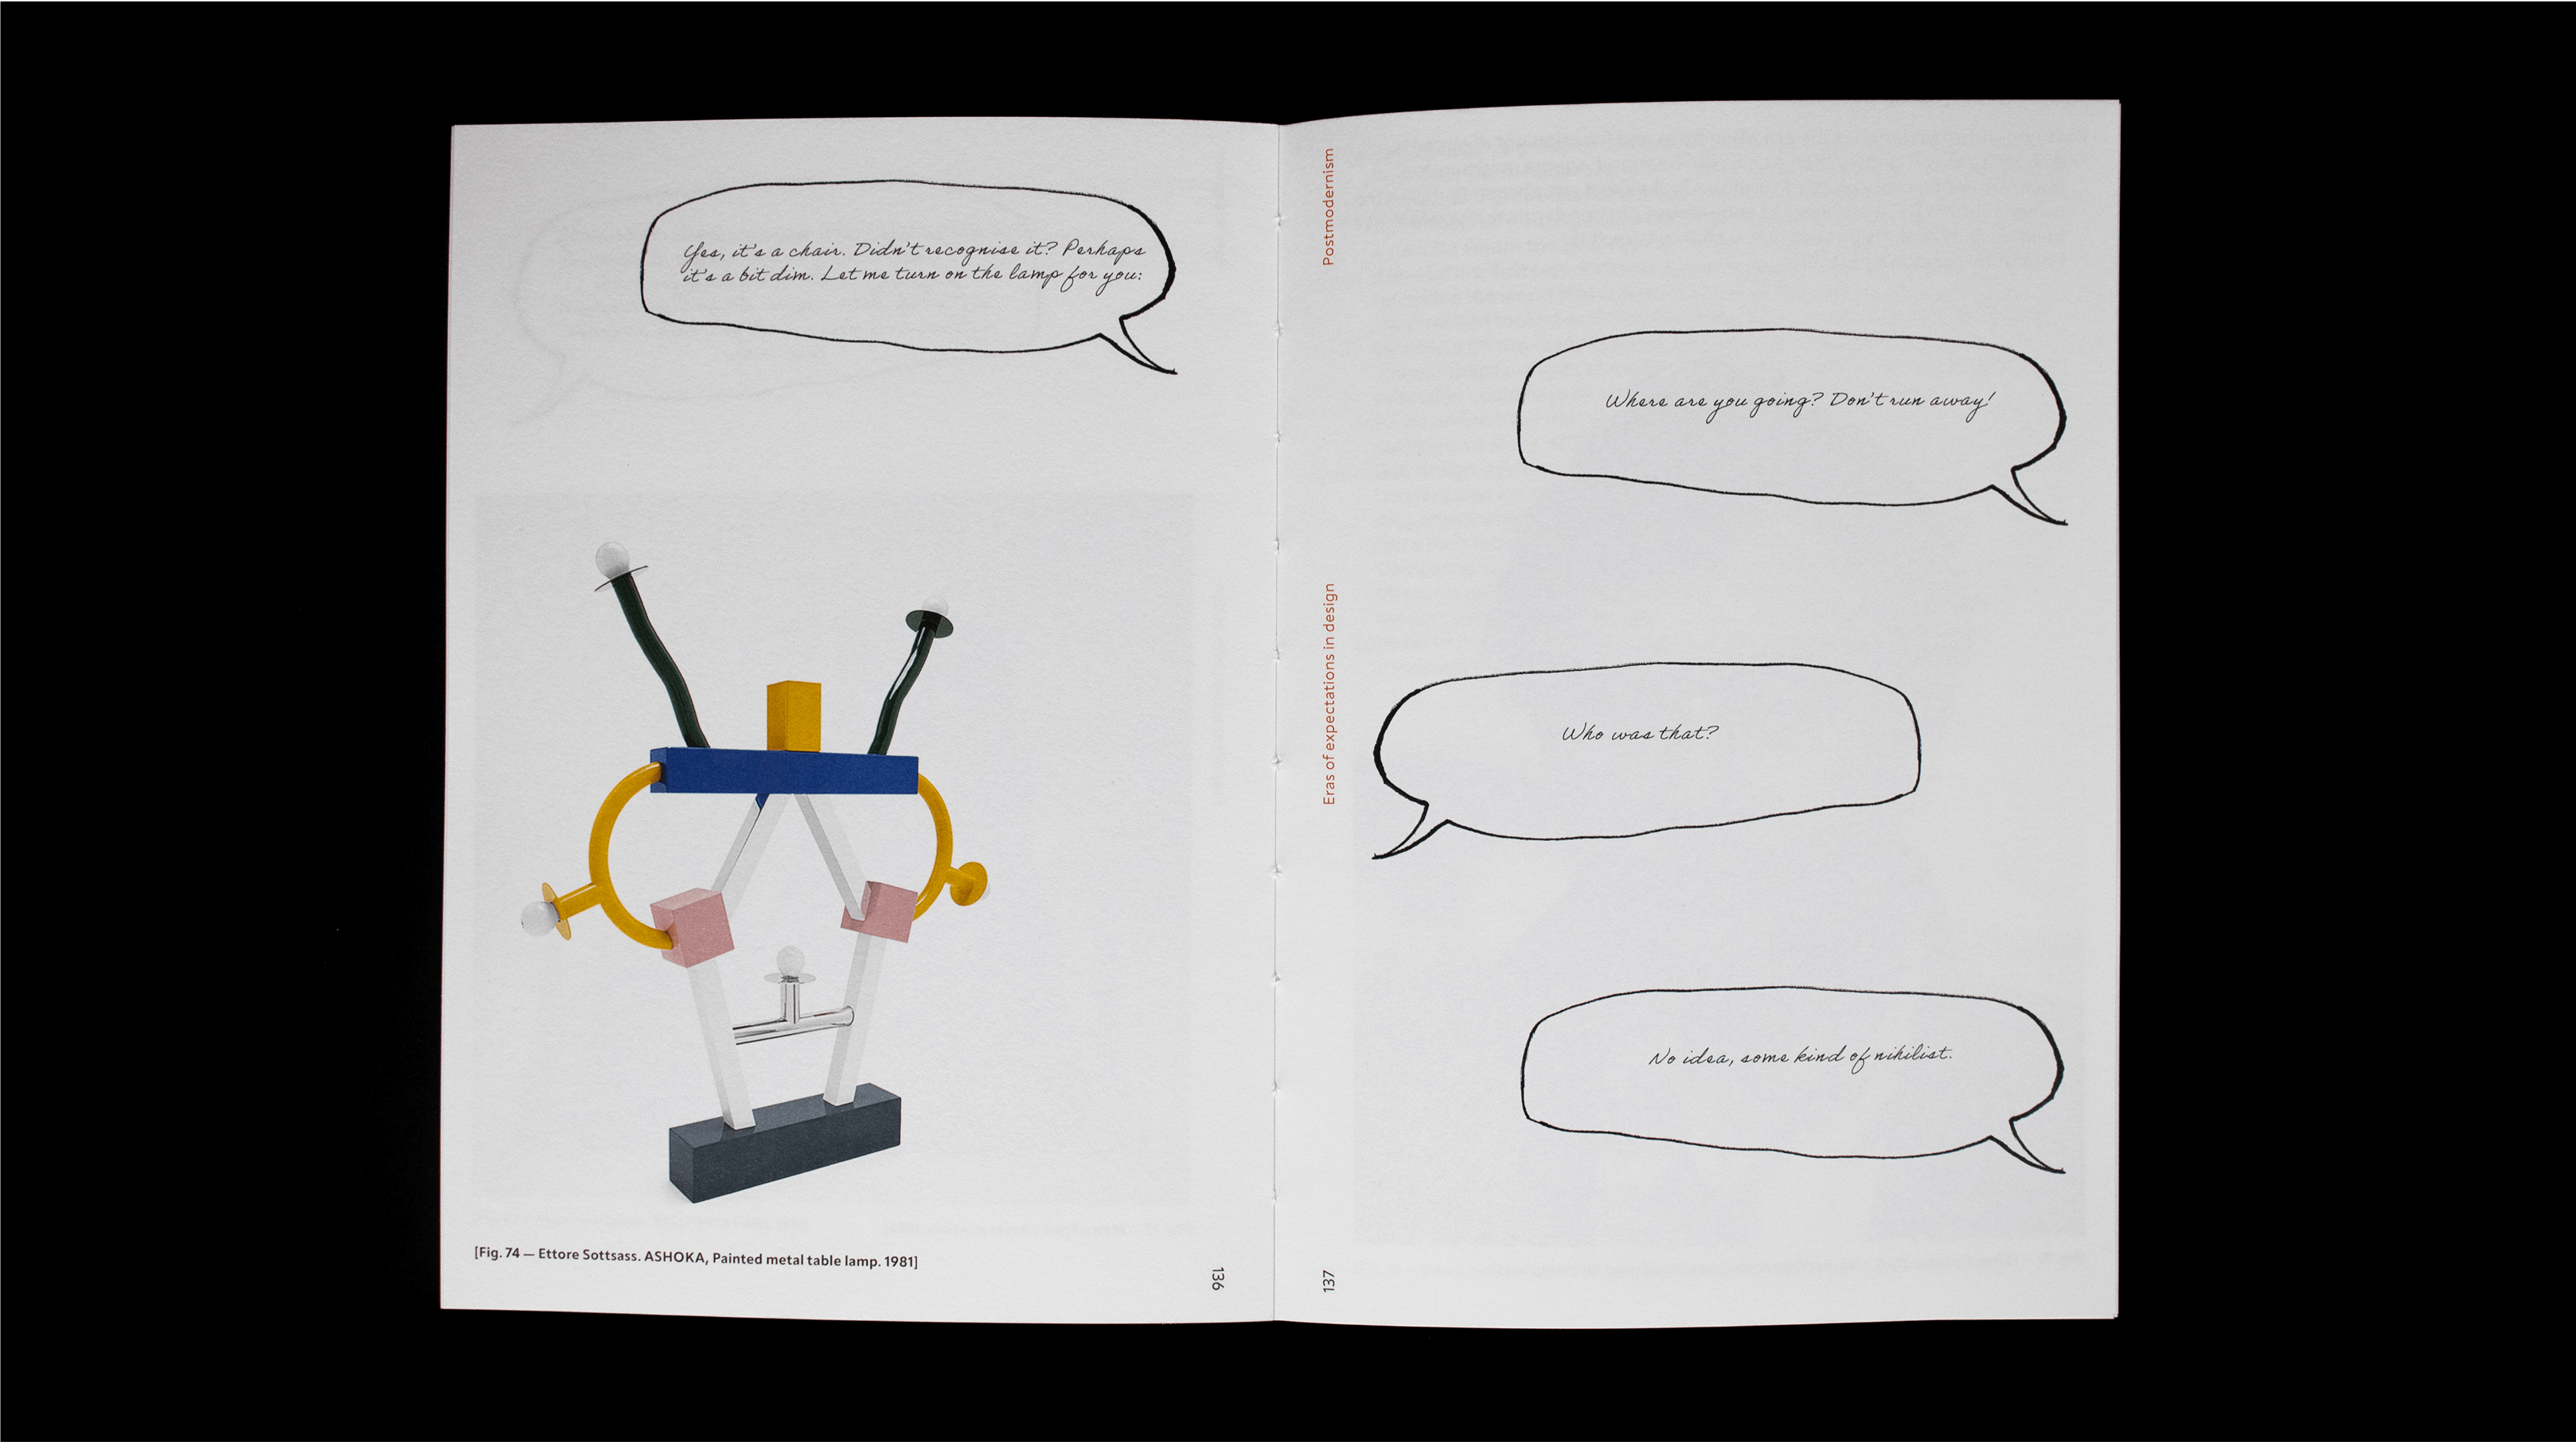 Yes, it's a chair. Didn't recognise it? Perhaps
it's a bit dim. Let me turn on the lamp for you:
[Fig. 74 — Ettore Sottsass. ASHOKA, Painted metal table lamp. 1981]
136
Postmodernism
Eras of expectations in design
137
Where are you going? Don't run away!
Who was that?
No idea, some kind of nihilist.